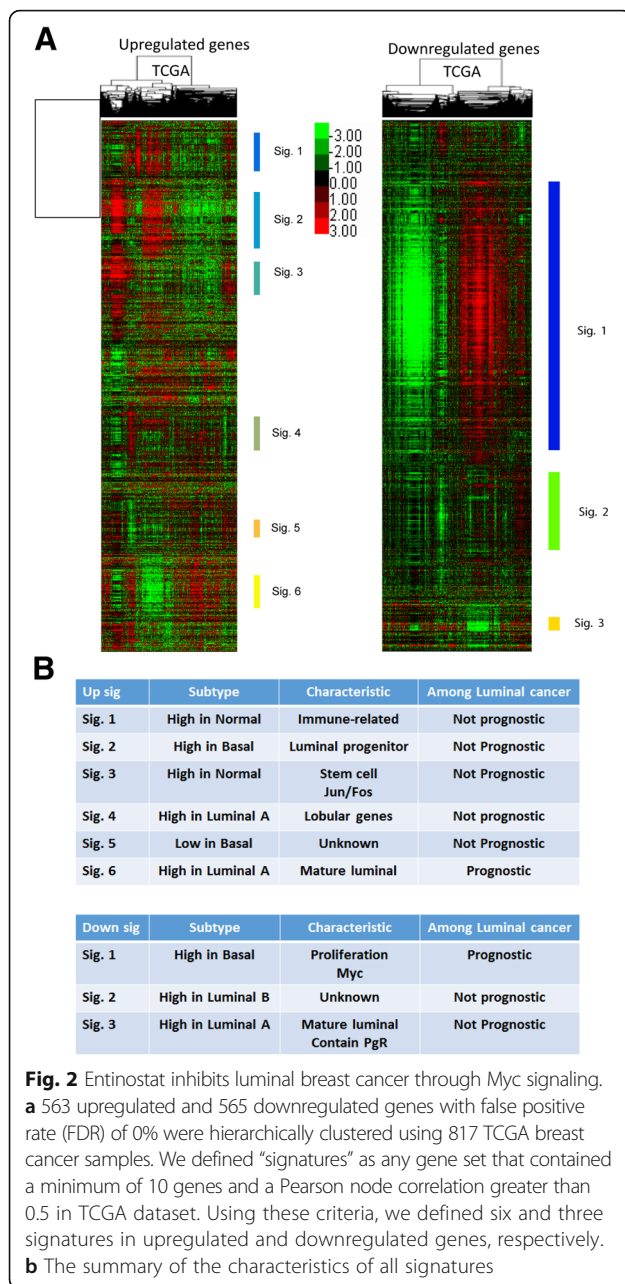 A
Upregulated genes
Downregulated genes
TCGA
TCGA
-3.00
-2.00
-1.00
0.00
1.00
2.00
3.00
Sig. 1
Sig. 2
Sig. 3
Sig. 4
Sig. 5
Sig. 6
Sig. 1
Sig. 2
Sig. 3
B
Up sig Subtype Characteristic Among Luminal cancer
Sig. 1 High in Normal Immune-related Not prognostic
Sig. 2 High in Basal Luminal progenitor Not Prognostic
Sig. 3 High in Normal Stem cell Jun/Fos Not Prognostic
Sig. 4 High in Luminal A Lobular genes Not prognostic
Sig. 5 Low in Basal Unknown Not Prognostic
Sig. 6 High in Luminal A Mature luminal Prognostic
Down sig Subtype Characteristic Among Luminal cancer
Sig. 1 High in Basal Proliferation Myc Prognostic
Sig. 2 High in Luminal B Unknown Not prognostic
Sig. 3 High in Luminal A Mature luminal Contain PgR Not Prognostic
Fig. 2 Entinostat inhibits luminal breast cancer through Myc signaling.
a 563 upregulated and 565 downregulated genes with false positive
rate (FDR) of 0% were hierarchically clustered using 817 TCGA breast
cancer samples. We defined “signatures” as any gene set that contained
a minimum of 10 genes and a Pearson node correlation greater than
0.5 in TCGA dataset. Using these criteria, we defined six and three
signatures in upregulated and downregulated genes, respectively.
b The summary of the characteristics of all signatures